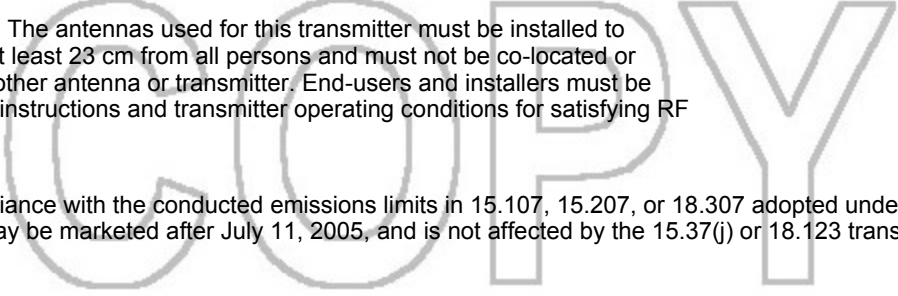 The antennas used for this transmitter must be installed to
t least 23 cm from all persons and must not be co-located or
other antenna or transmitter. End-users and installers must be
instructions and transmitter operating conditions for satisfying RF
iance with the conducted emissions limits in 15.107, 15.207, or 18.307 adopted unde
ay be marketed after July 11, 2005, and is not affected by the 15.37(j) or 18.123 trans
COPY